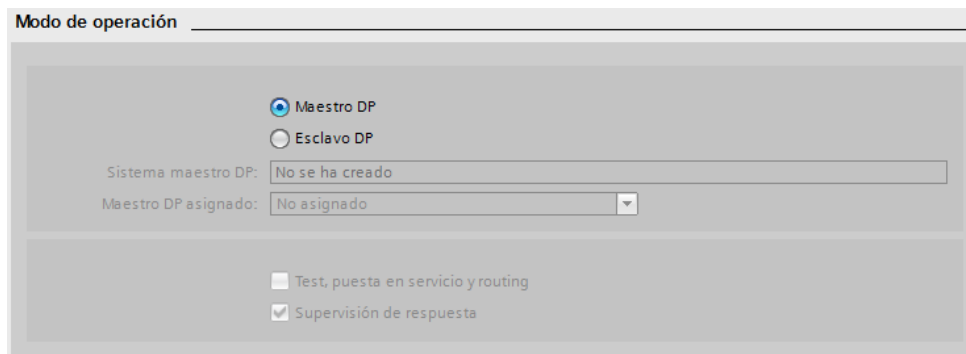 Modo de operación
Maestro DP
Esclavo DP
Sistema maestro DP: No se ha creado
Maestro DP asignado: No asignado
Test, puesta en servicio y routing
Supervisión de respuesta